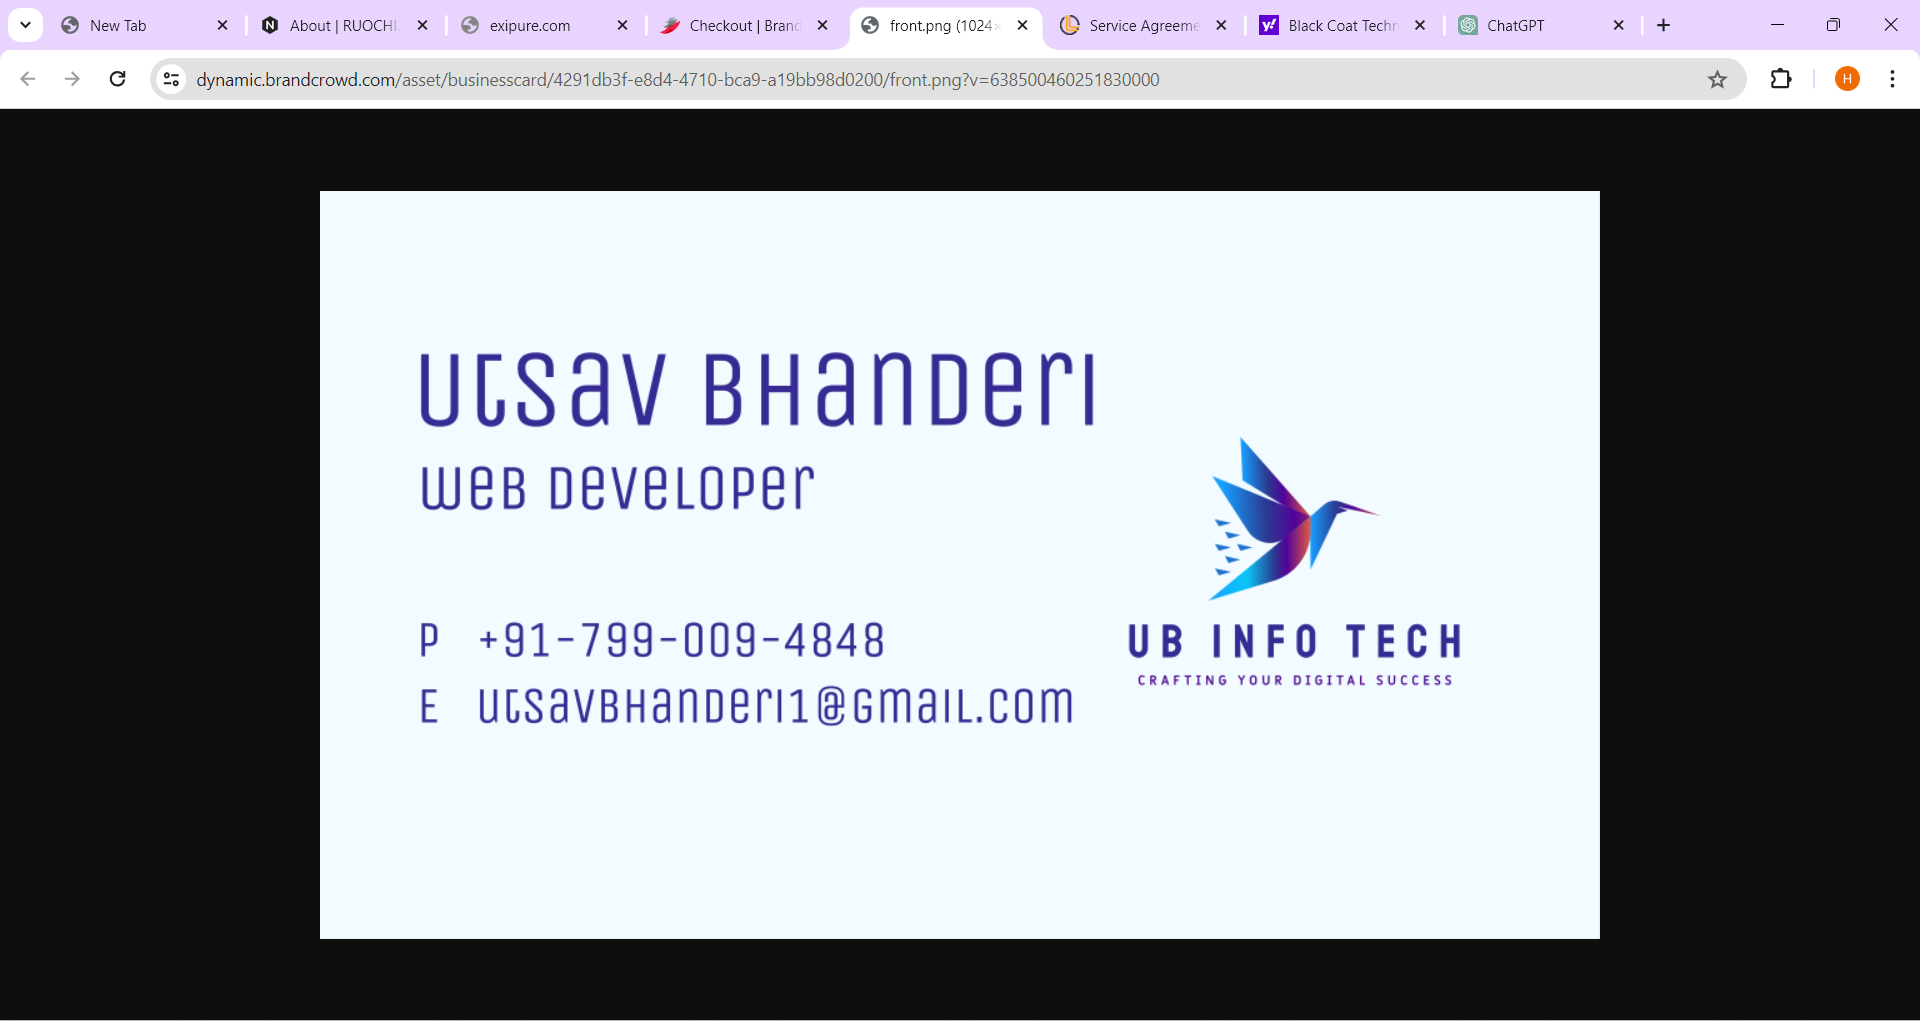 New Tab
About | RUOCHI.
exipure.com
Checkout | Brand
front.png (1024×
Service Agreeme
Black Coat Techn
ChatGPT
dynamic.brandcrowd.com/asset/businesscard/4291db3f-e8d4-4710-bca9-a19bb98d0200/front.png?v=638500460251830000
H
Utsav Bhanderi
Web Developer
P +91-799-009-4848
E utsavbhanderi1@gmail.com
UB INFO TECH
CRAFTING YOUR DIGITAL SUCCESS